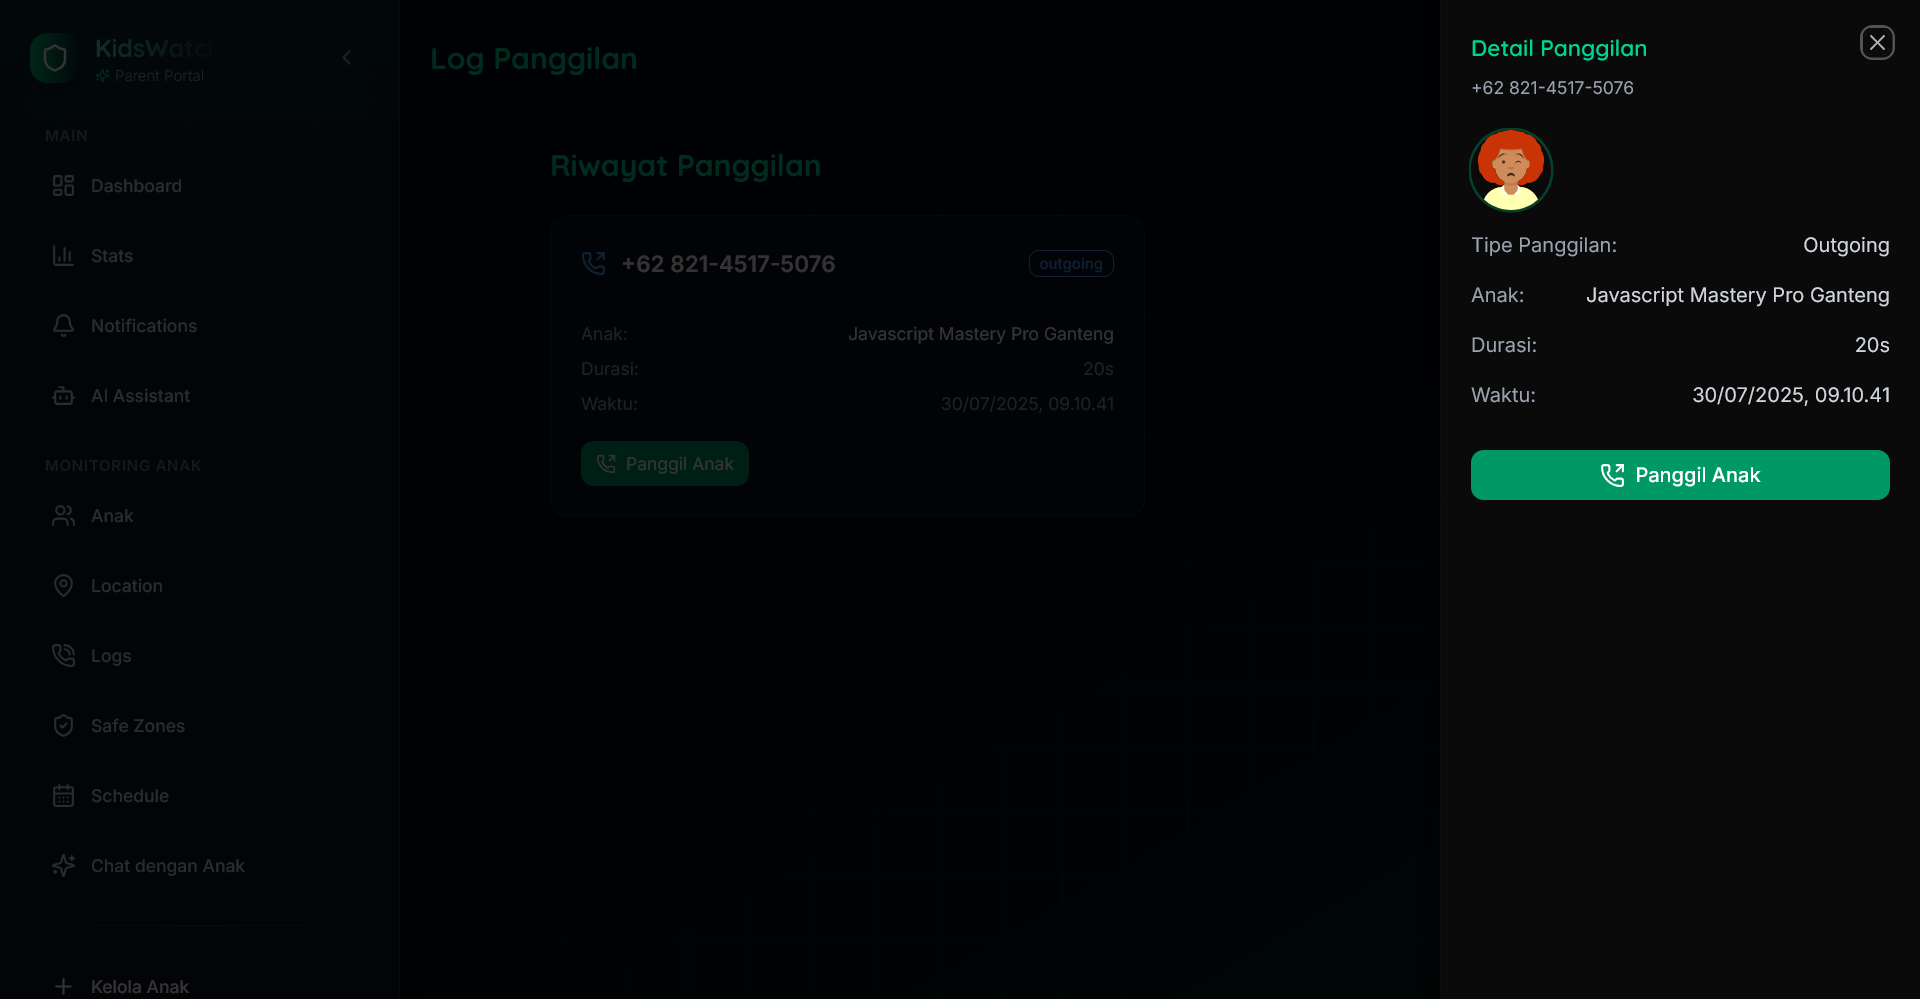 KidsWatch
Parent Portal
MAIN
Dashboard
Stats
Notifications
AI Assistant
MONITORING ANAK
Anak
Location
Logs
Safe Zones
Schedule
Chat dengan Anak
Kelola Anak
Log Panggilan
Riwayat Panggilan
+62 821-4517-5076
outgoing
Anak: Javascript Mastery Pro Ganteng
Durasi: 20s
Waktu: 30/07/2025, 09.10.41
Panggil Anak
Detail Panggilan
+62 821-4517-5076
Tipe Panggilan: Outgoing
Anak: Javascript Mastery Pro Ganteng
Durasi: 20s
Waktu: 30/07/2025, 09.10.41
Panggil Anak